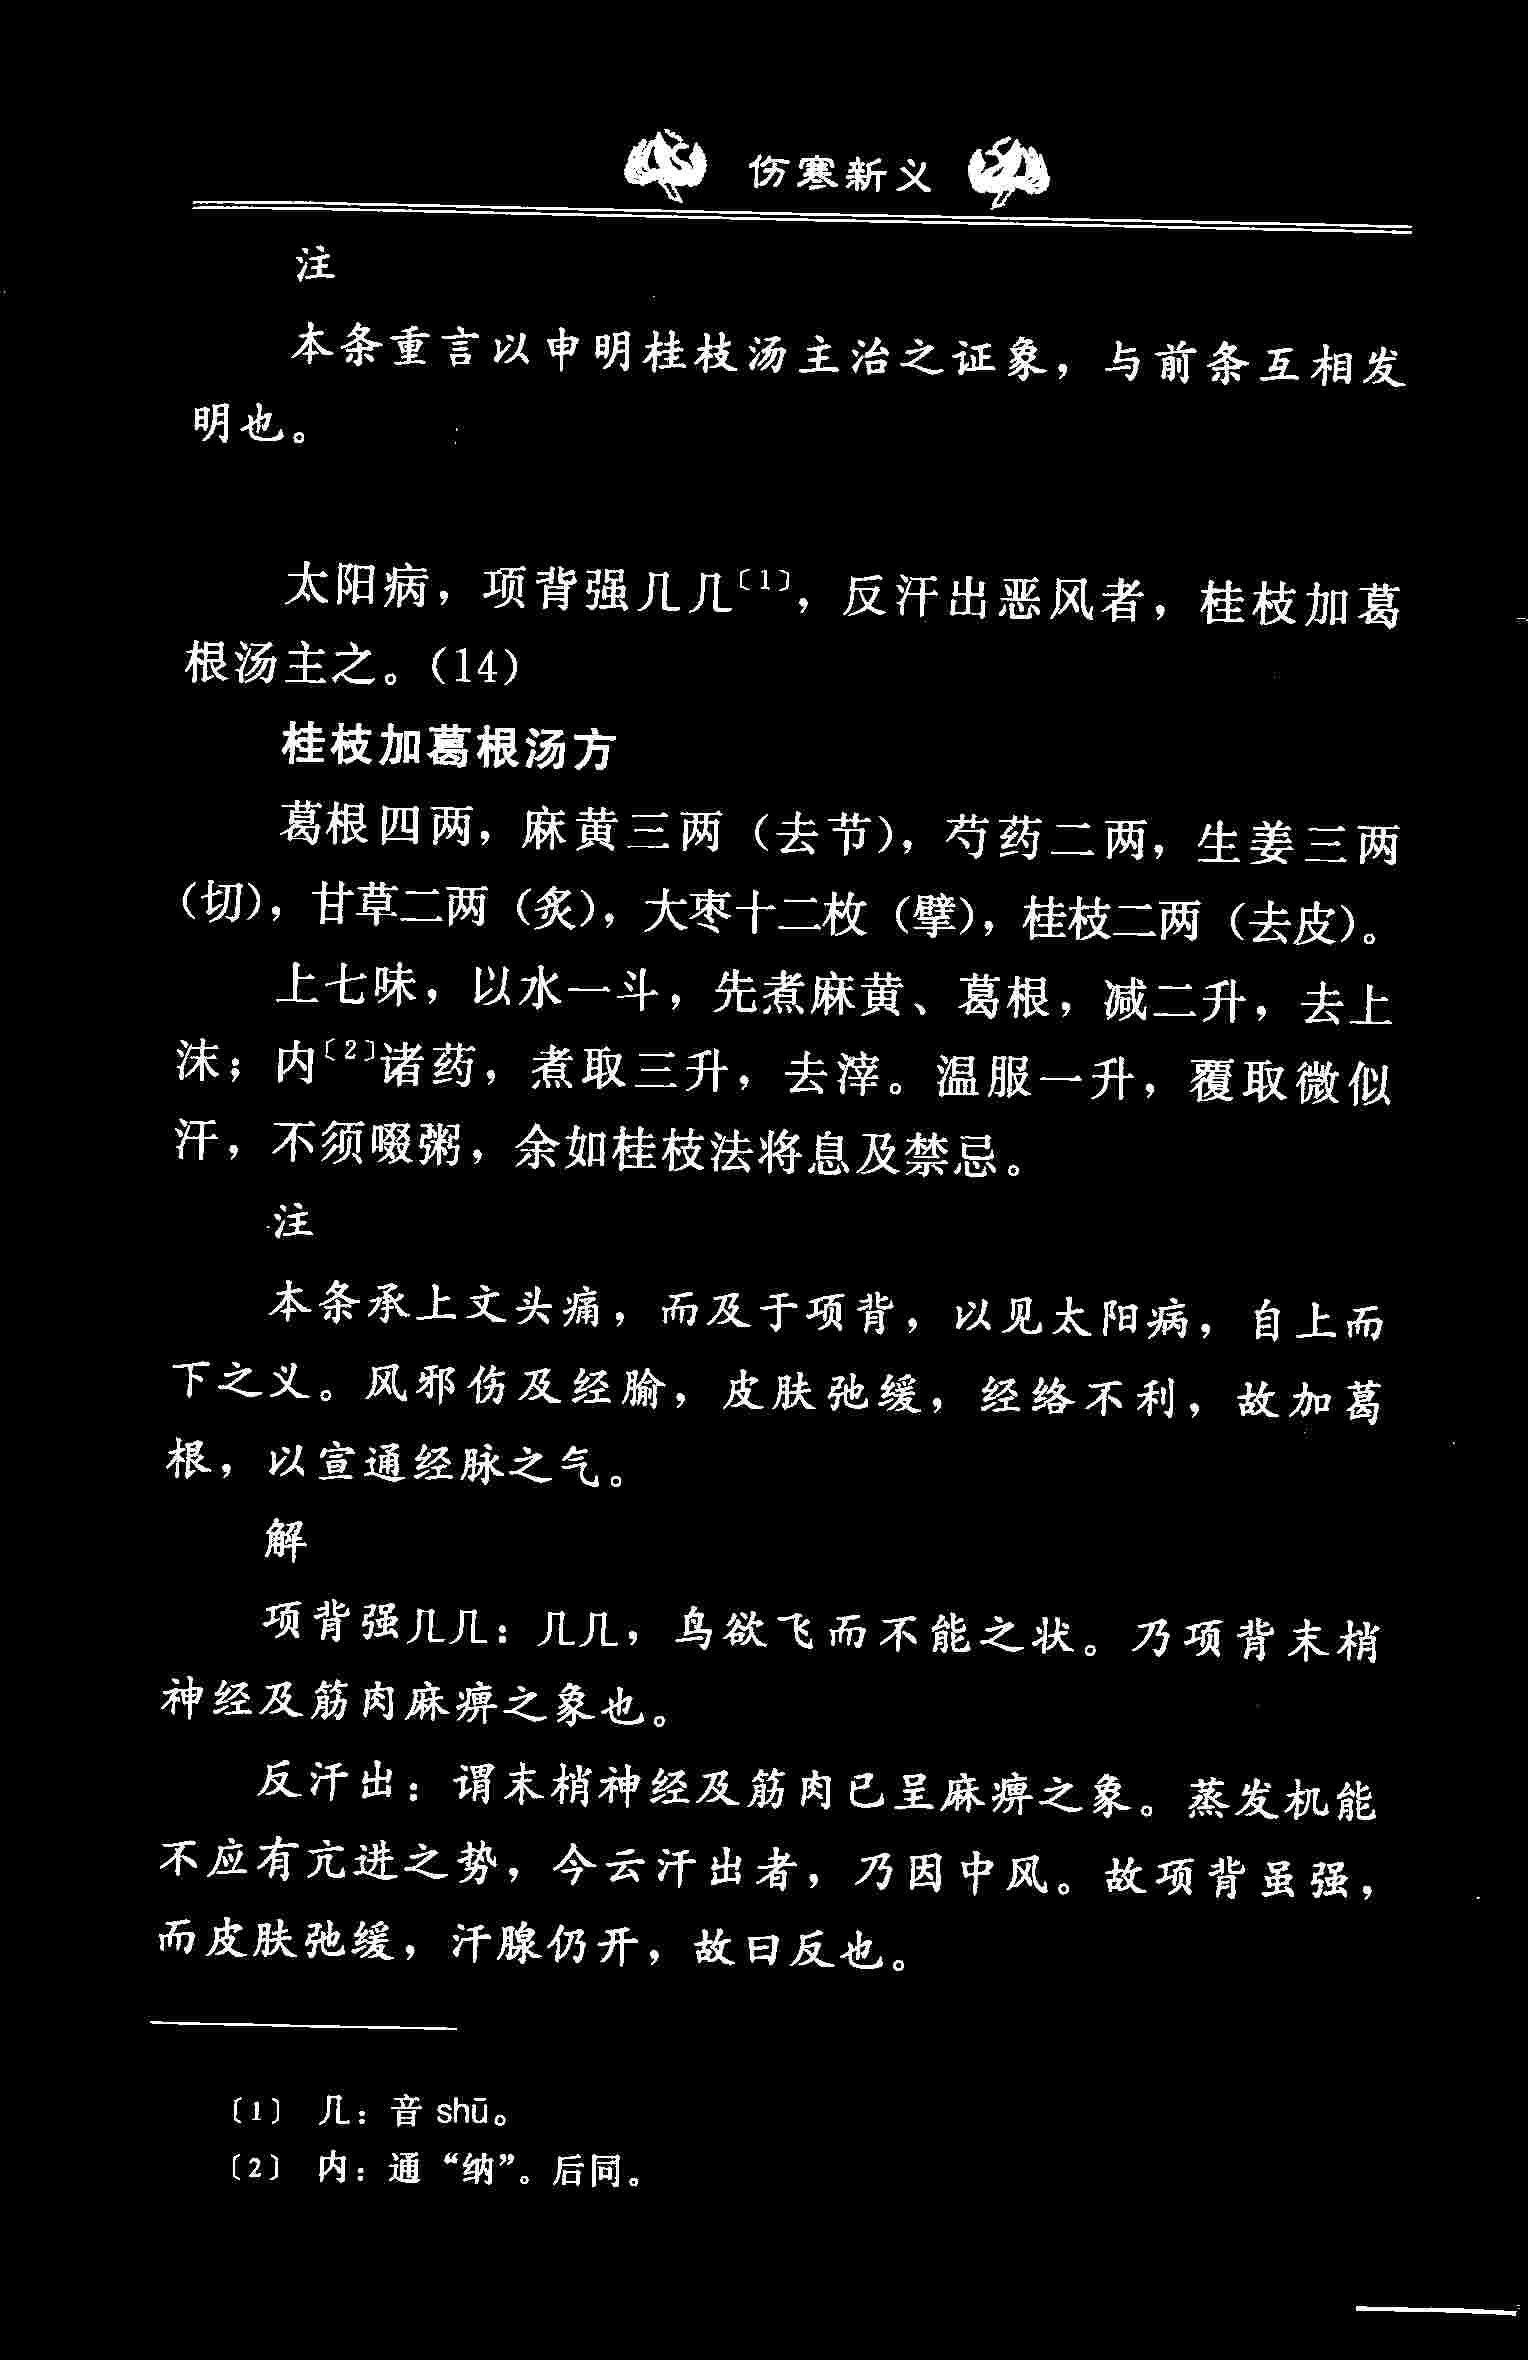 伤寒新义
注
本条重言以申明桂枝汤主治之证象，与前条互相发
明也。
太阳病，项背强几几〔1〕，反汗出恶风者，桂枝加葛
根汤主之。（14）
桂枝加葛根汤方
葛根四两，麻黄三两（去节），芍药二两，生姜三两
（切），甘草二两（炙），大枣十二枚（擘），桂枝二两（去皮）。
上七味，以水一斗，先煮麻黄、葛根，减二升，去上
沫；内〔2〕诸药，煮取三升，去滓。温服一升，覆取微似
汗，不须啜粥，余如桂枝法将息及禁忌。
注
本条承上文头痛，而及于项背，以见太阳病，自上而
下之义。风邪伤及经腧，皮肤弛缓，经络不利，故加葛
根，以宣通经脉之气。
解
项背强几几：几几，鸟欲飞而不能之状。乃项背末梢
神经及筋肉麻痹之象也。
反汗出：谓末梢神经及筋肉已呈麻痹之象。蒸发机能
不应有亢进之势，今云汗出者，乃因中风。故项背虽强，
而皮肤弛缓，汗腺仍开，故曰反也。
〔1〕 几：音 shū。
〔2〕 内：通“纳”。后同。